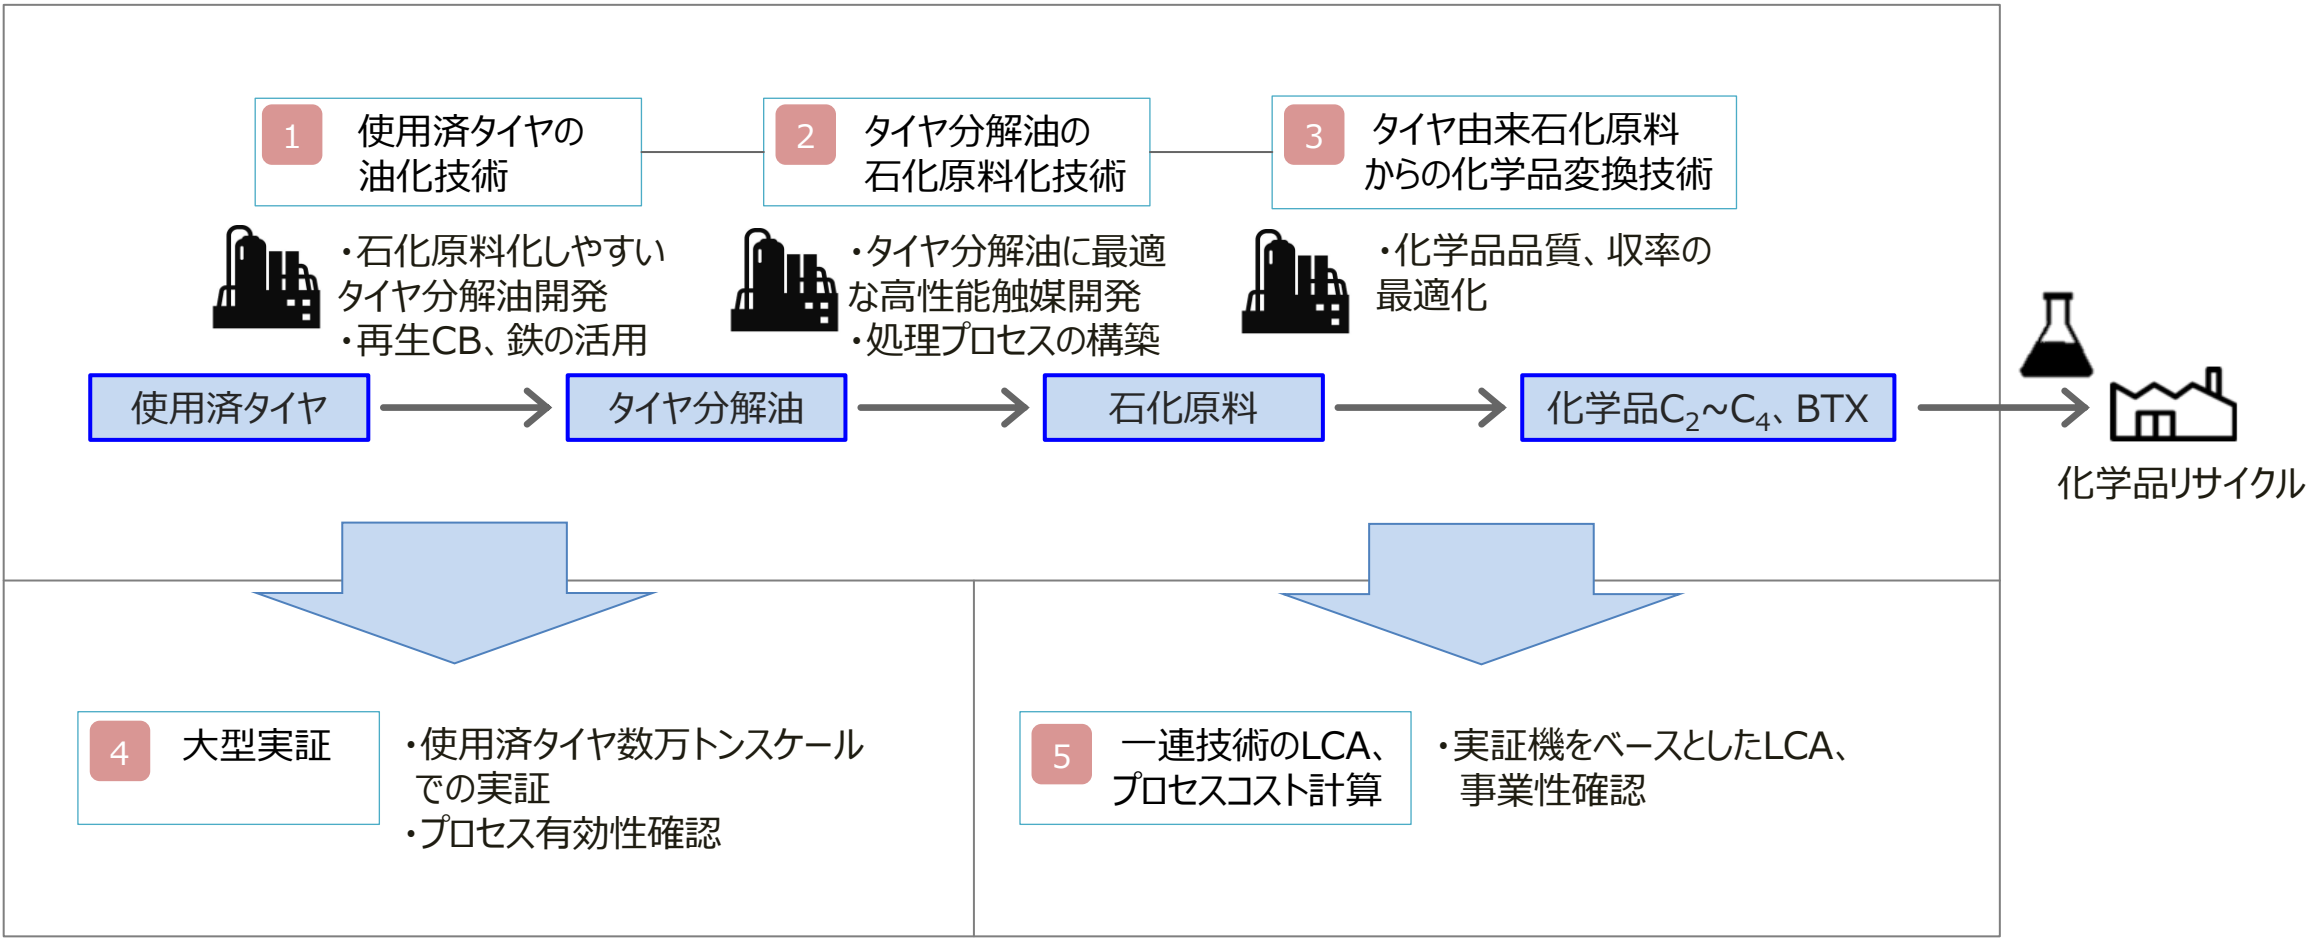 1
使用済タイヤの
油化技術
2
タイヤ分解油の
石化原料化技術
3
タイヤ由来石化原料
からの化学品変換技術
・石化原料化しやすい
タイヤ分解油開発
・再生CB、鉄の活用
・タイヤ分解油に最適
な高性能触媒開発
・処理プロセスの構築
・化学品品質、収率の
最適化
使用済タイヤ
タイヤ分解油
石化原料
化学品C₂~C₄、BTX
化学品リサイクル
4
大型実証
・使用済タイヤ数万トンスケール
での実証
・プロセス有効性確認
5
一連技術のLCA、
プロセスコスト計算
・実証機をベースとしたLCA、
事業性確認